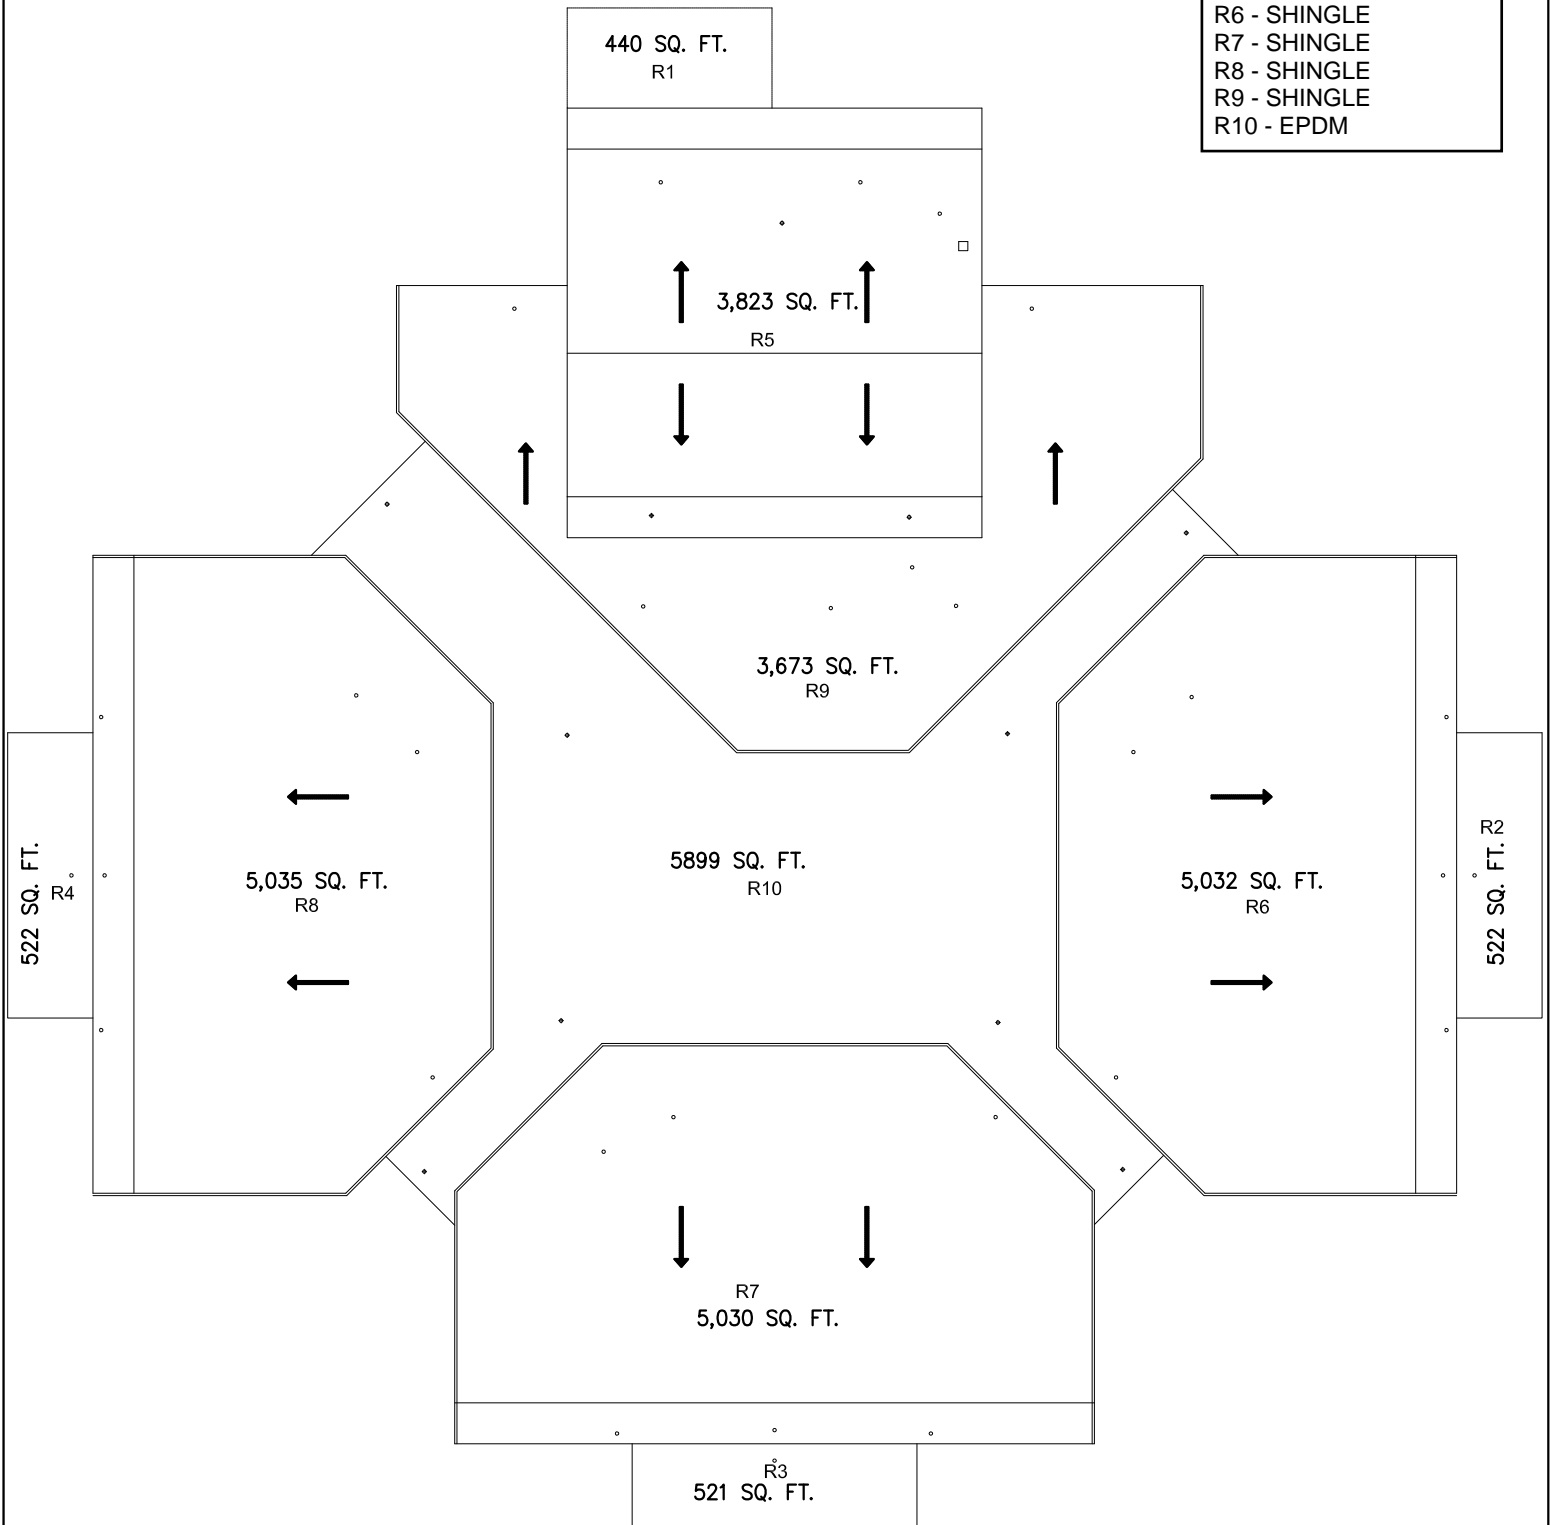 R6 - SHINGLE
R7 - SHINGLE
R8 - SHINGLE
R9 - SHINGLE
R10 - EPDM
440 SQ. FT.
R1
3,823 SQ. FT.
R5
3,673 SQ. FT.
R9
522 SQ. FT.
R4
5,035 SQ. FT.
R8
5899 SQ. FT.
R10
5,032 SQ. FT.
R6
R2
522 SQ. FT.
R7
5,030 SQ. FT.
R3
521 SQ. FT.